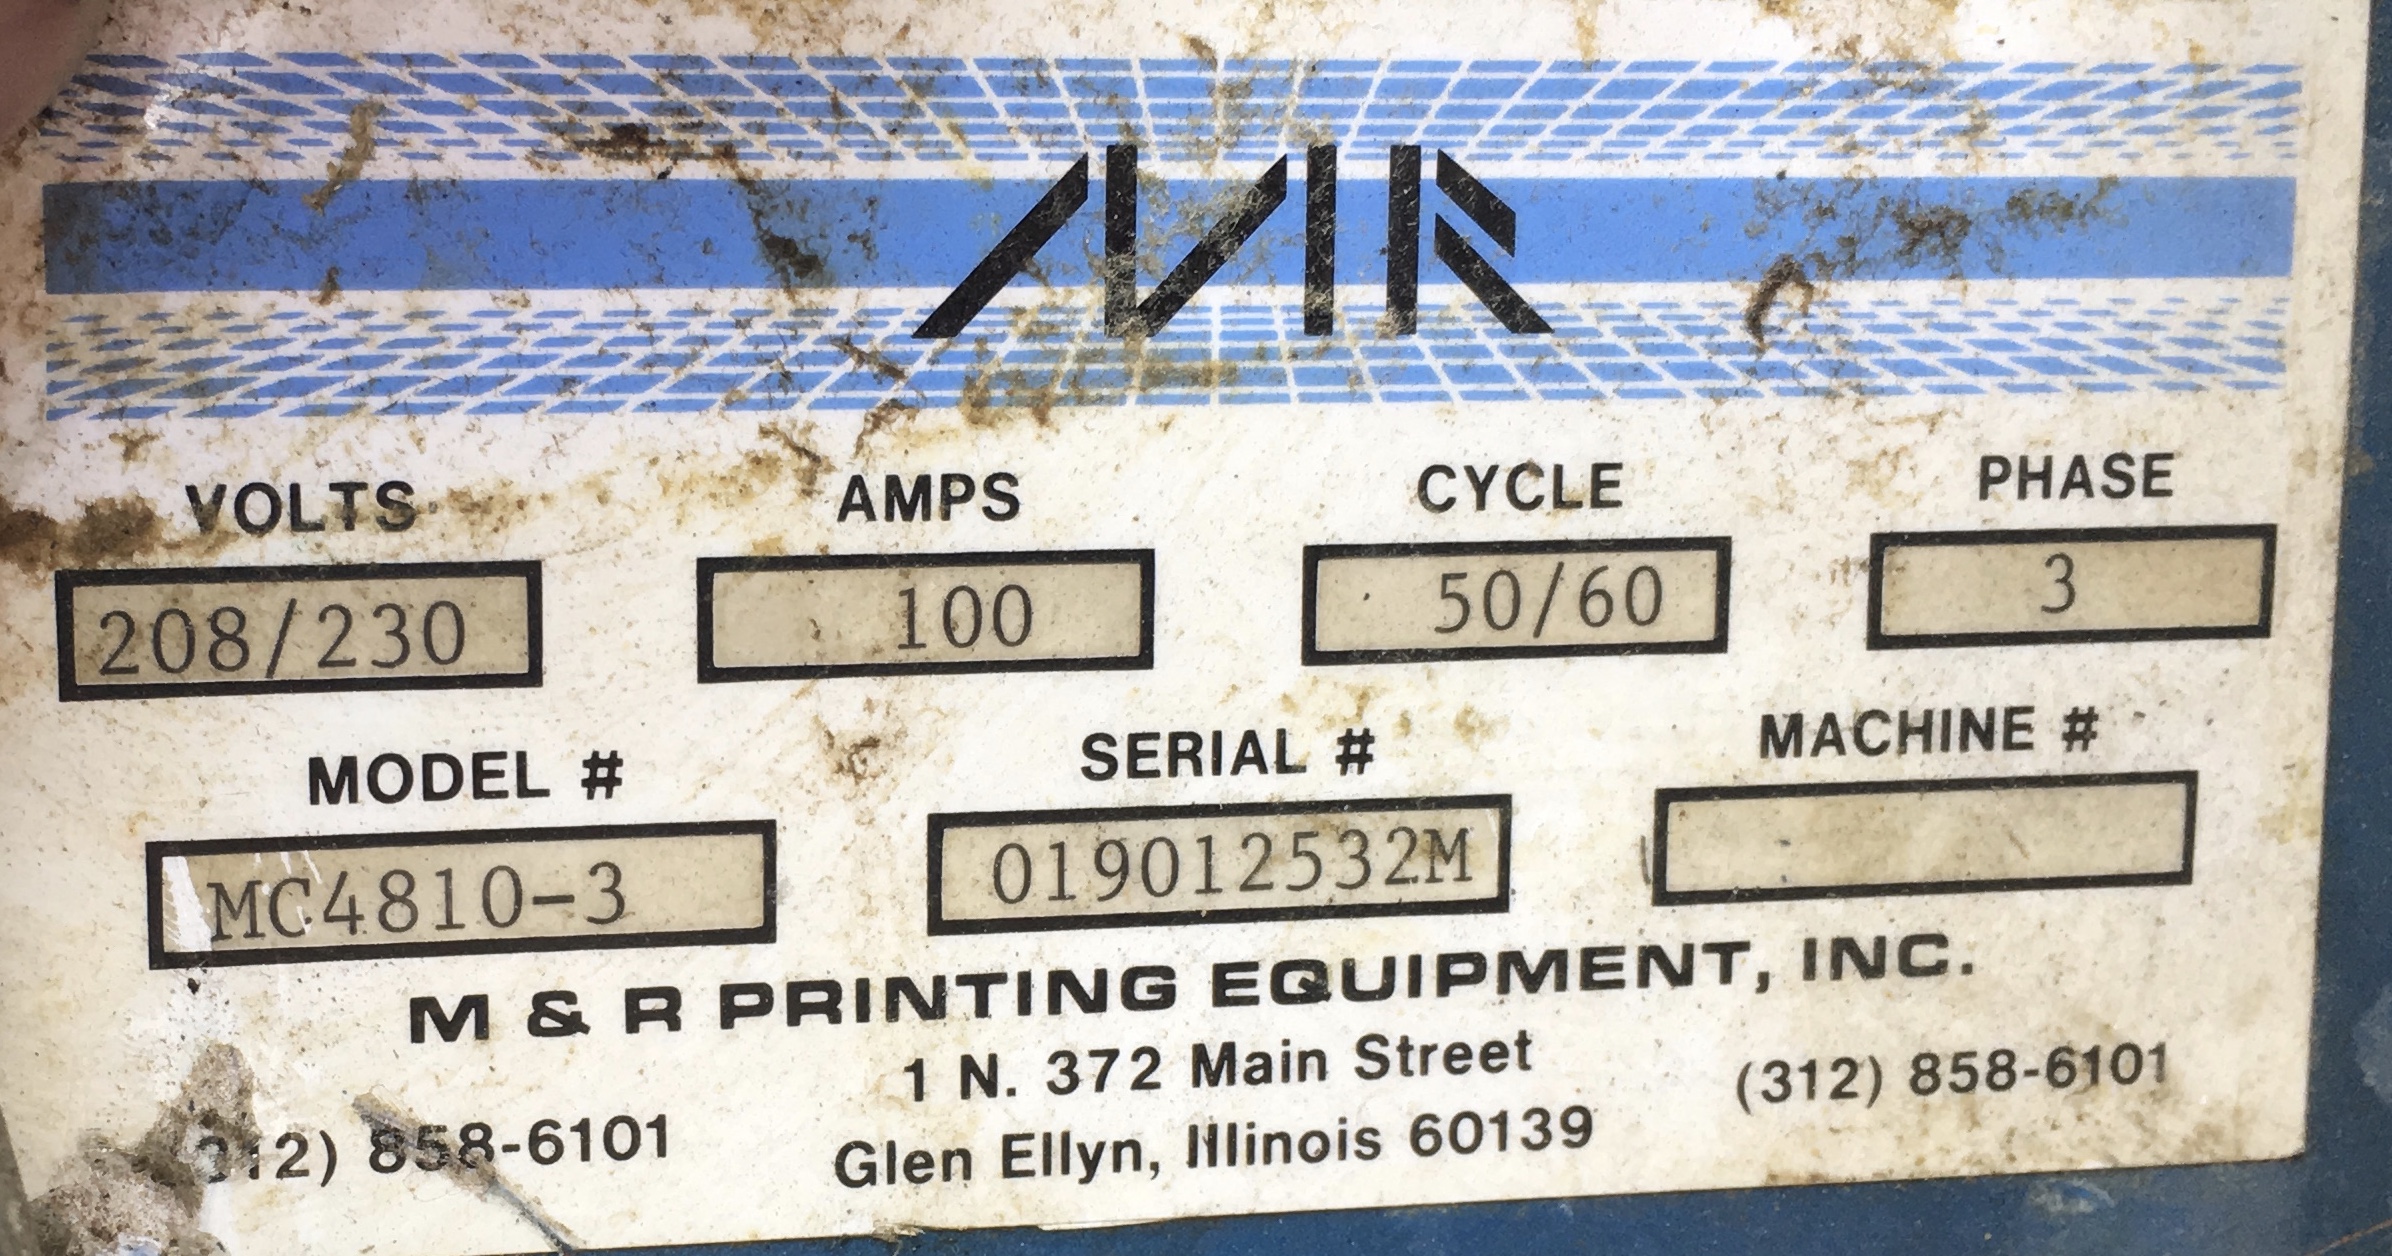 M R
VOLTS AMPS CYCLE PHASE
208/230 100 50/60 3
MODEL # SERIAL # MACHINE #
MC4810-3 019012532M
M & R PRINTING EQUIPMENT, INC.
1 N. 372 Main Street
(312) 858-6101 Glen Ellyn, Illinois 60139 (312) 858-6101